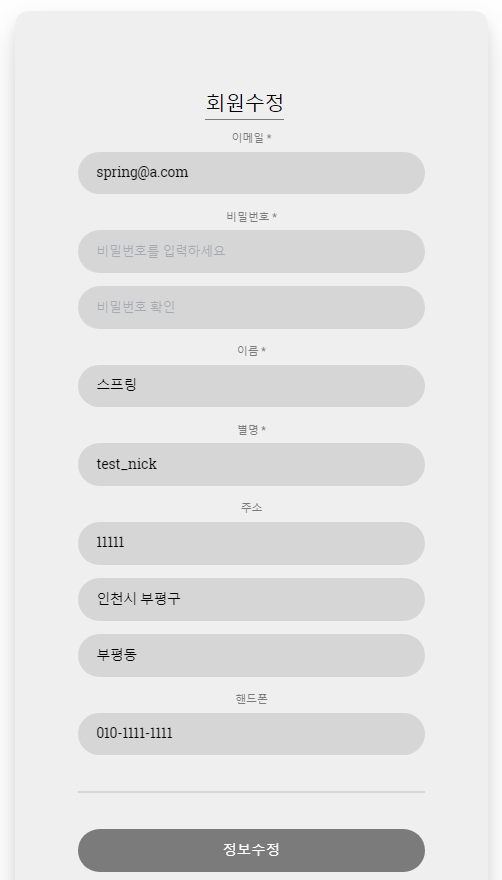 회원수정
이메일 *
spring@a.com
비밀번호 *
비밀번호를 입력하세요
비밀번호 확인
이름 *
스프링
별명 *
test_nick
주소
11111
인천시 부평구
부평동
핸드폰
010-1111-1111
정보수정